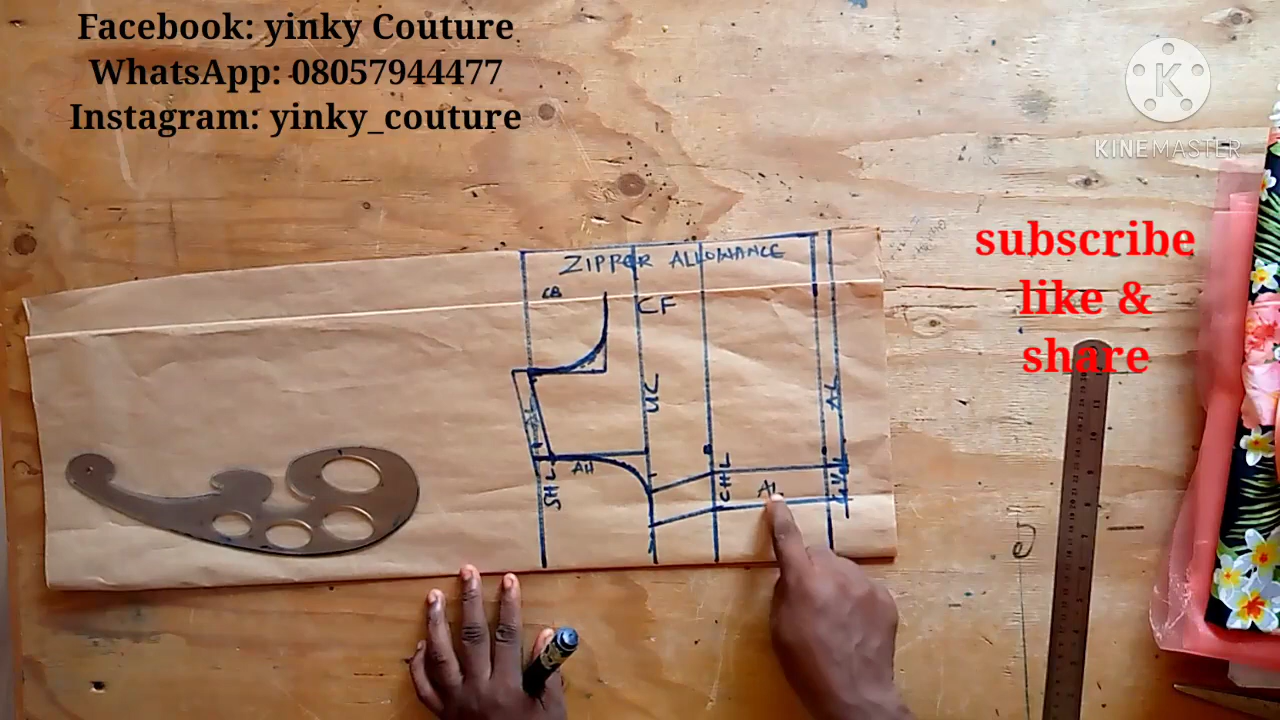 Facebook: yinky Couture
WhatsApp: 08057944477
Instagram: yinky_couture
K
KINEMASTER
subscribe
like &
share
ZIPPER ALLOWANCE
CB
CF
UC
AL
AL
AH
SHL
CHL
AL